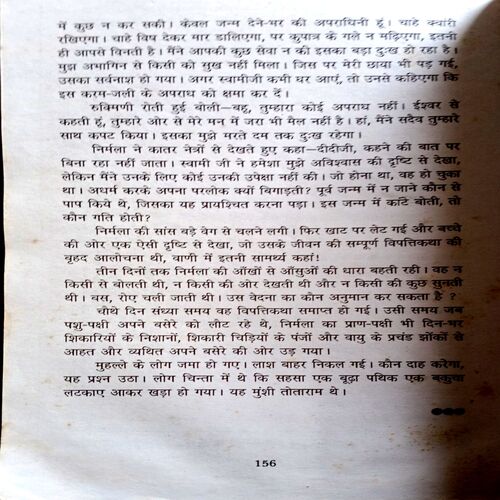 में कुछ न कर सकी। केवल जन्म देने-भर की अपराधिनी हूं। चाहे क्वांरी
रखिएगा। चाहे विष देकर मार डालिएगा, पर कुपात्र के गले न मढ़िएगा, इतनी
ही आपसे विनती है। मैंने आपकी कुछ सेवा न की इसका बड़ा दुःख हो रहा है।
मुझ अभागिन से किसी को सुख नहीं मिला। जिस पर मेरी छाया भी पड़ गई,
उसका सर्वनाश हो गया। अगर स्वामीजी कभी घर आएं, तो उनसे कहिएगा कि
इस करम-जली के अपराध को क्षमा कर दें।
रुक्मिणी रोती हुई बोली—बहू, तुम्हारा कोई अपराध नहीं। ईश्वर से
कहती हूं, तुम्हारे और से मेरे मन में जरा भी मैल नहीं है। हां, मैंने सदैव तुम्हारे
साथ कपट किया। इसका मुझे मरते दम तक दुःख रहेगा।
निर्मला ने कातर नेत्रों से देखते हुए कहा—दीदीजी, कहने की बात पर
बिना रहा नहीं जाता। स्वामी जी ने हमेशा मुझे अविश्वास की दृष्टि से देखा,
लेकिन मैंने उनके लिए कोई उनकी उपेक्षा नहीं की। जो होना था, वह हो चुका
था। अधर्म करके अपना परलोक क्यों बिगाड़ती? पूर्व जन्म में न जाने कौन से
पाप किये थे, जिसका यह प्रायश्चित करना पड़ा। इस जन्म में कांटे बोती, तो
कौन गति होती?
निर्मला की सांस बड़े वेग से चलने लगी। फिर खाट पर लेट गई और बच्चे
की ओर एक ऐसी दृष्टि से देखा, जो उसके जीवन की सम्पूर्ण विपत्तिकथा की
बृहद आलोचना थी, वाणी में इतनी सामर्थ्य कहां!
तीन दिनों तक निर्मला की आँखों से आँसुओं की धारा बहती रही। वह न
किसी से बोलती थी, न किसी की ओर देखती थी और न किसी की कुछ सुनती
थी। बस, रोए चली जाती थी। उस वेदना का कौन अनुमान कर सकता है ?
चौथे दिन संध्या समय वह विपत्तिकथा समाप्त हो गई। उसी समय जब
पशु-पक्षी अपने बसेरे को लौट रहे थे, निर्मला का प्राण-पक्षी भी दिन-भर
शिकारियों के निशानों, शिकारी चिड़ियों के पंजों और वायु के प्रचंड झोंकों से
आहत और व्यथित अपने बसेरे की ओर उड़ गया।
मुहल्ले के लोग जमा हो गए। लाश बाहर निकल गई। कौन दाह करेगा,
यह प्रश्न उठा। लोग चिन्ता में थे कि सहसा एक बूढ़ा पथिक एक बकुचा
लटकाए आकर खड़ा हो गया। यह मुंशी तोताराम थे।
156